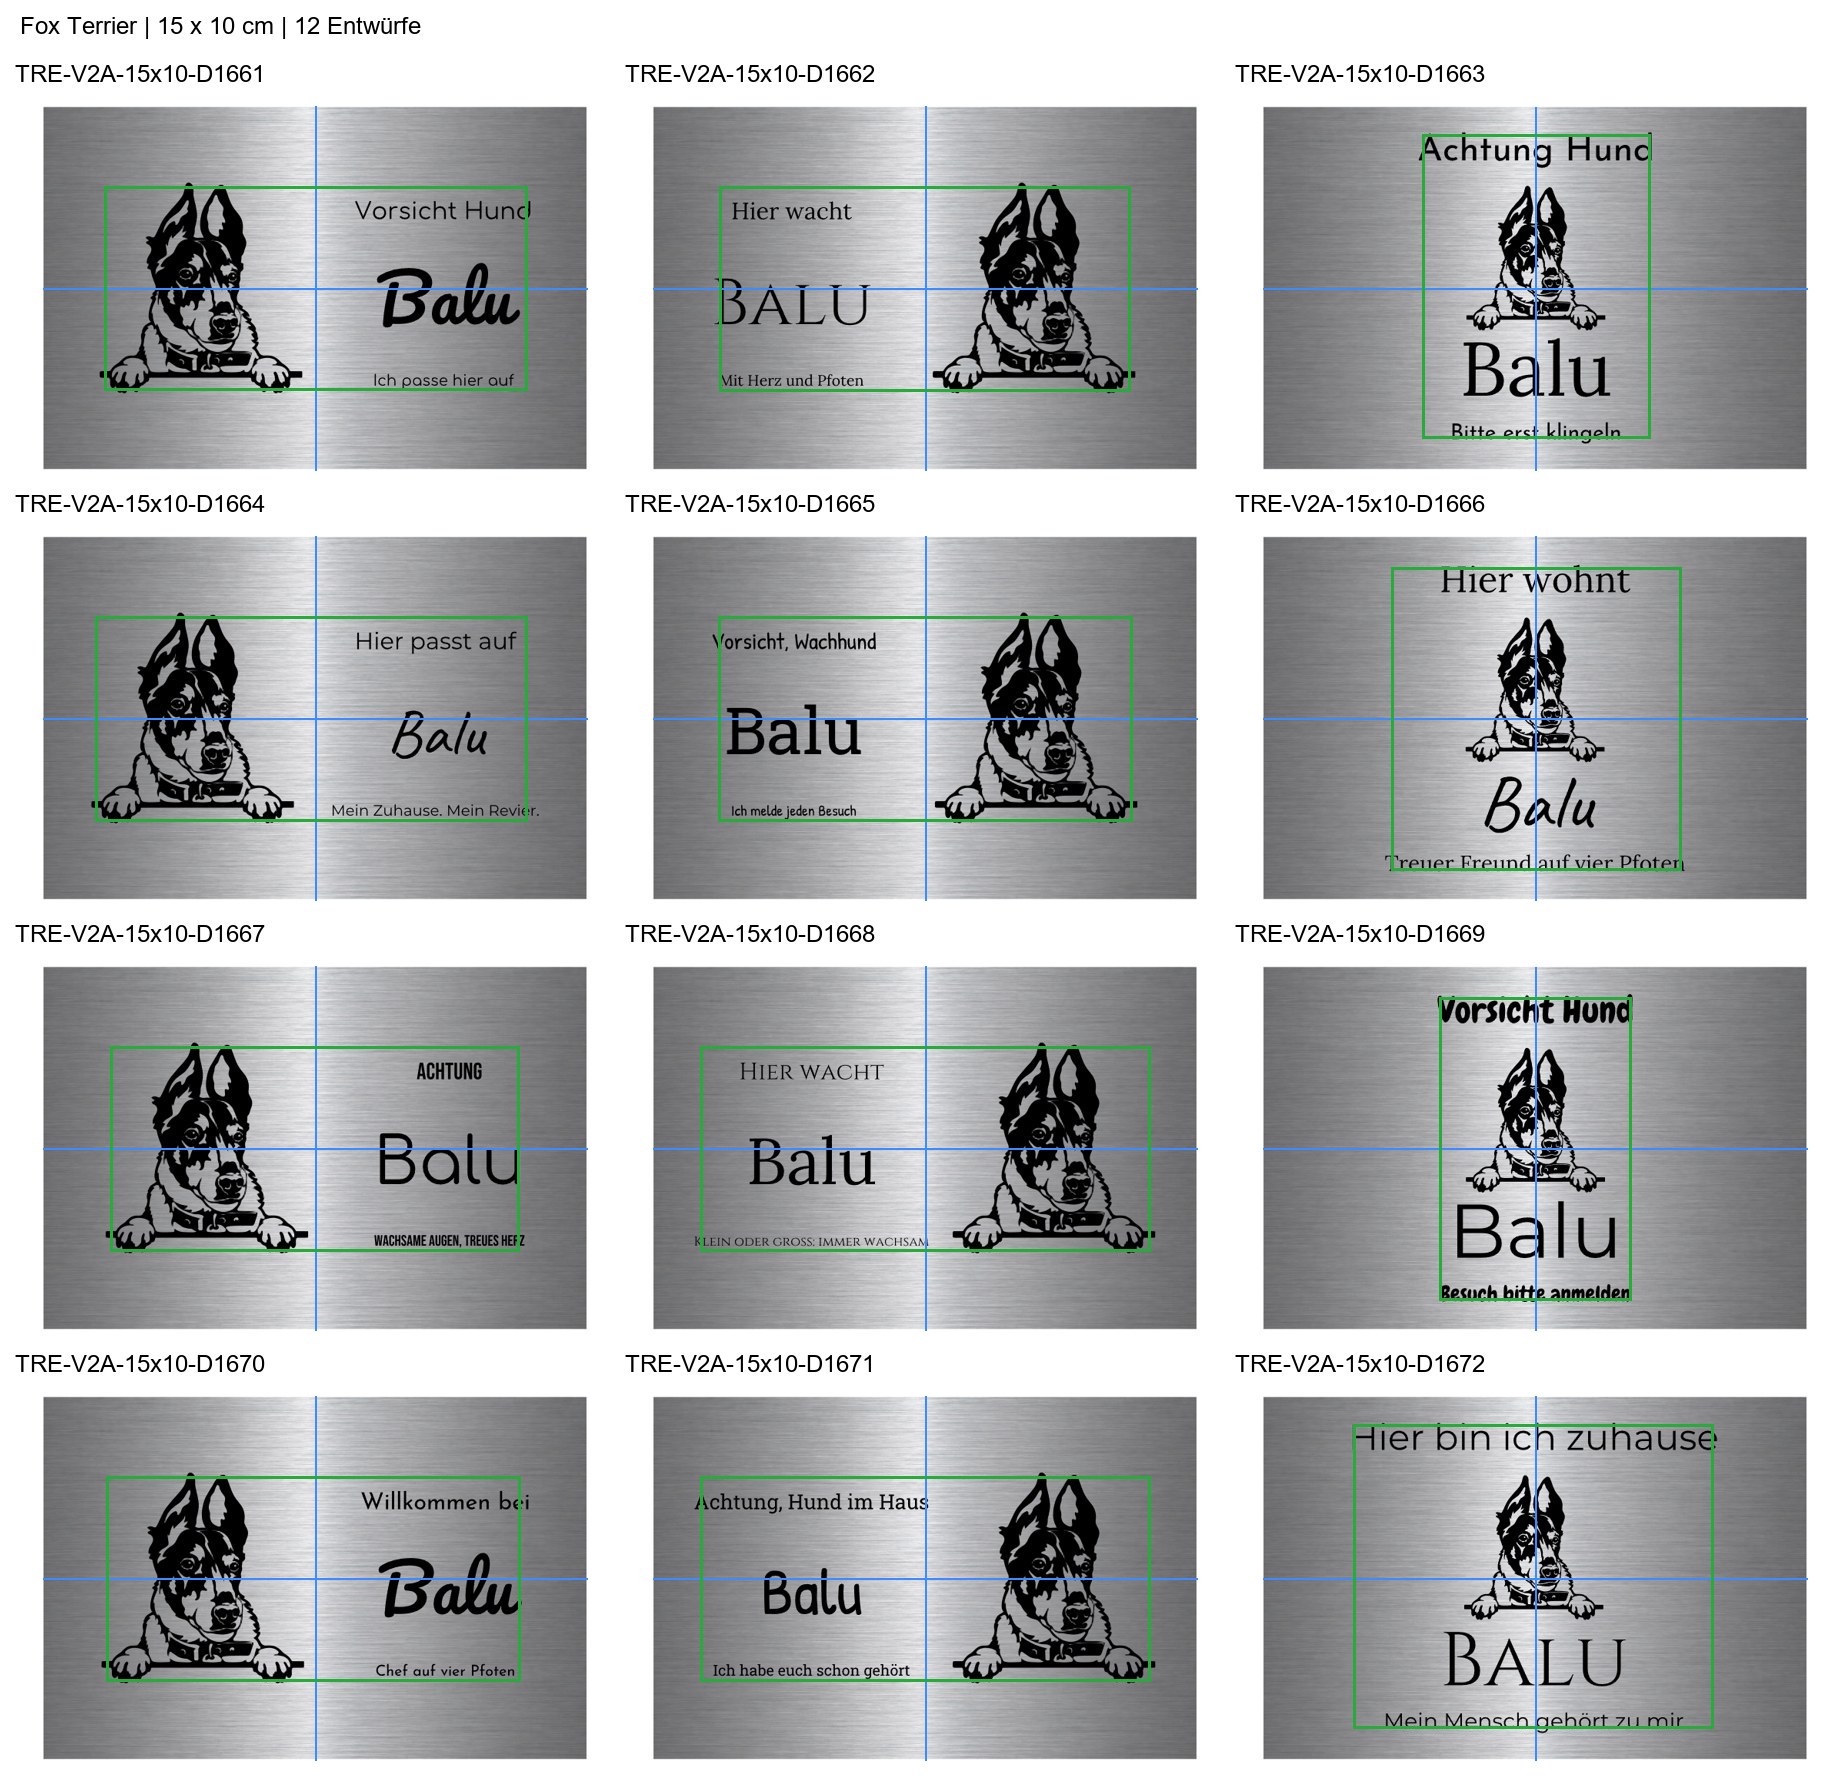 Fox Terrier | 15 x 10 cm | 12 Entwürfe
TRE-V2A-15x10-D1661
Vorsicht Hund
Balu
Ich passe hier auf
TRE-V2A-15x10-D1662
Hier wacht
BALU
Mit Herz und Pfoten
TRE-V2A-15x10-D1663
Achtung Hund
Balu
Bitte erst klingeln
TRE-V2A-15x10-D1664
Hier passt auf
Balu
Mein Zuhause. Mein Revier.
TRE-V2A-15x10-D1665
Vorsicht, Wachhund
Balu
Ich melde jeden Besuch
TRE-V2A-15x10-D1666
Hier wohnt
Balu
Treuer Freund auf vier Pfoten
TRE-V2A-15x10-D1667
ACHTUNG
Balu
WACHSAME AUGEN, TREUES HERZ
TRE-V2A-15x10-D1668
HIER WACHT
Balu
KLEIN ODER GROSS: IMMER WACHSAM
TRE-V2A-15x10-D1669
Vorsicht Hund
Balu
Besuch bitte anmelden
TRE-V2A-15x10-D1670
Willkommen bei
Balu
Chef auf vier Pfoten
TRE-V2A-15x10-D1671
Achtung, Hund im Haus
Balu
Ich habe euch schon gehört
TRE-V2A-15x10-D1672
Hier bin ich zuhause
BALU
Mein Mensch gehört zu mir